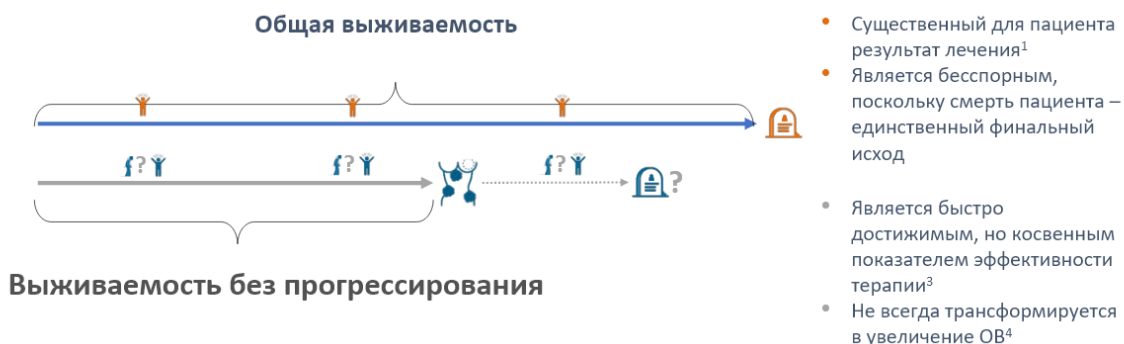 Общая выживаемость
• Существенный для пациента
результат лечения¹
• Является бесспорным,
поскольку смерть пациента –
единственный финальный
исход
? ? ? ?
Выживаемость без прогрессирования
• Является быстро
достижимым, но косвенным
показателем эффективности
терапии³
• Не всегда трансформируется
в увеличение ОВ⁴